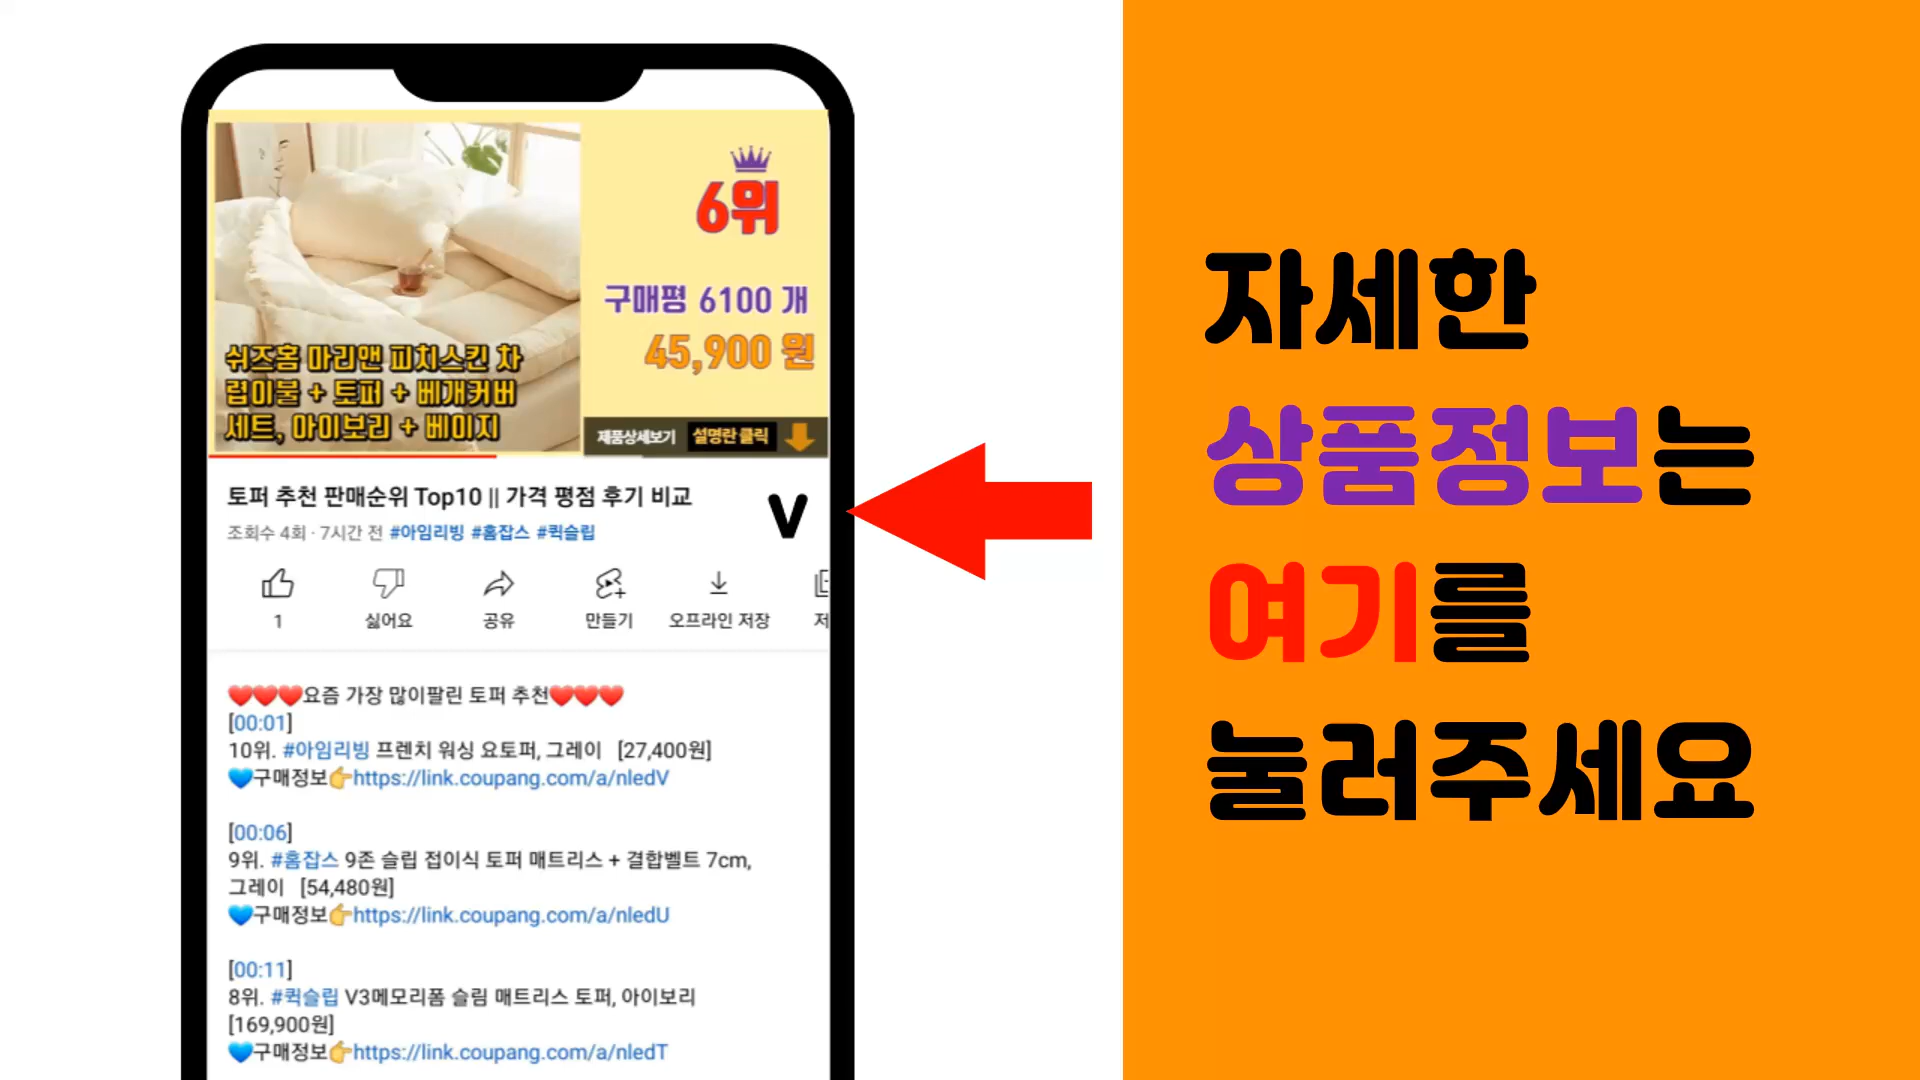 6위
구매평 6100 개
45,900 원
쉬즈홈 마리앤 피치스킨 차
렵이불 + 토퍼 + 베개커버
세트, 아이보리 + 베이지
제품상세보기 설명란 클릭
토퍼 추천 판매순위 Top10 || 가격 평점 후기 비교
V
조회수 4회 · 7시간 전 #아임리빙 #홈잡스 #퀵슬립
1 싫어요 공유 만들기 오프라인 저장 저
❤️❤️❤️요즘 가장 많이팔린 토퍼 추천❤️❤️❤️
[00:01]
10위. #아임리빙 프렌치 워싱 요토퍼, 그레이 [27,400원]
💙구매정보👉https://link.coupang.com/a/nledV
[00:06]
9위. #홈잡스 9존 슬립 접이식 토퍼 매트리스 + 결합벨트 7cm,
그레이 [54,480원]
💙구매정보👉https://link.coupang.com/a/nledU
[00:11]
8위. #퀵슬립 V3메모리폼 슬림 매트리스 토퍼, 아이보리
[169,900원]
💙구매정보👉https://link.coupang.com/a/nledT
자세한
상품정보는
여기를
눌러주세요